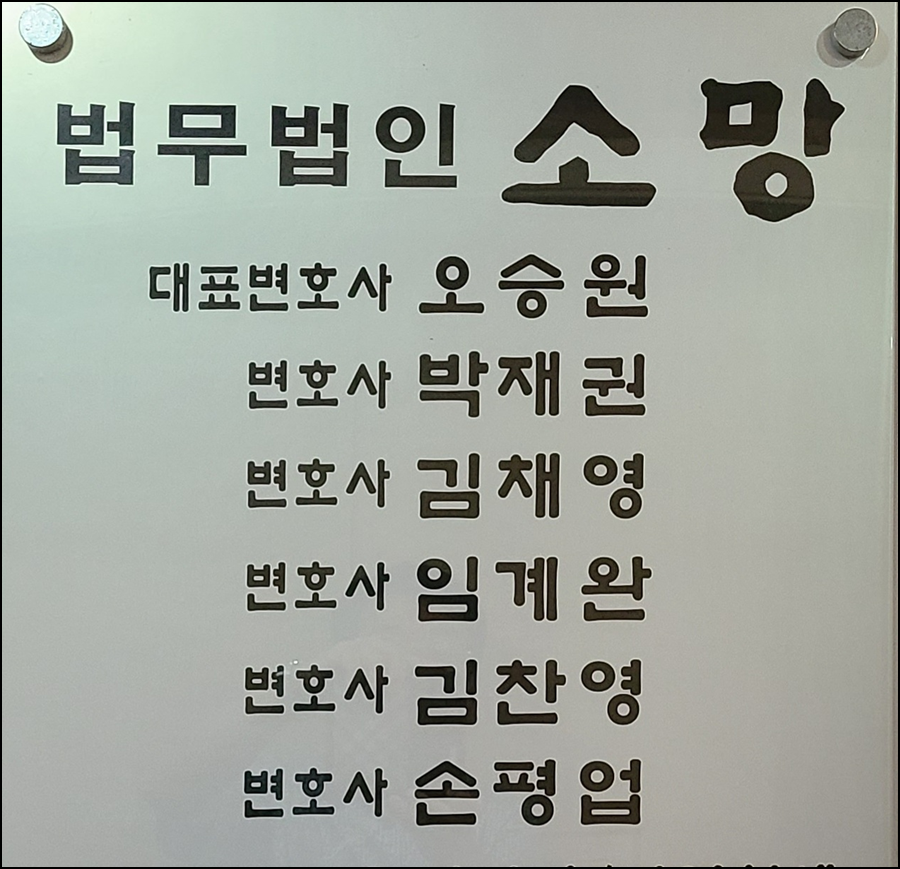 법무법인 소망
대표변호사 오승원
변호사 박재권
변호사 김채영
변호사 임계완
변호사 김찬영
변호사 손평업